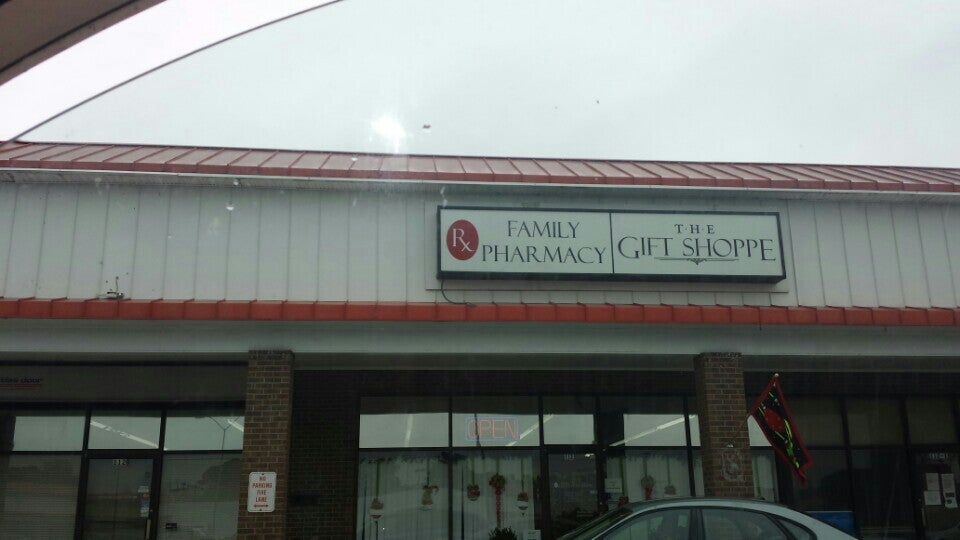 Rx
FAMILY
PHARMACY
THE
GIFT SHOPPE
OPEN
NO
PARKING
FIRE
LANE